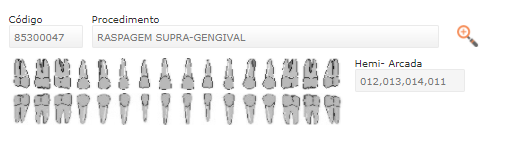 Código Procedimento
85300047 RASPAGEM SUPRA-GENGIVAL
Hemi- Arcada
012,013,014,011